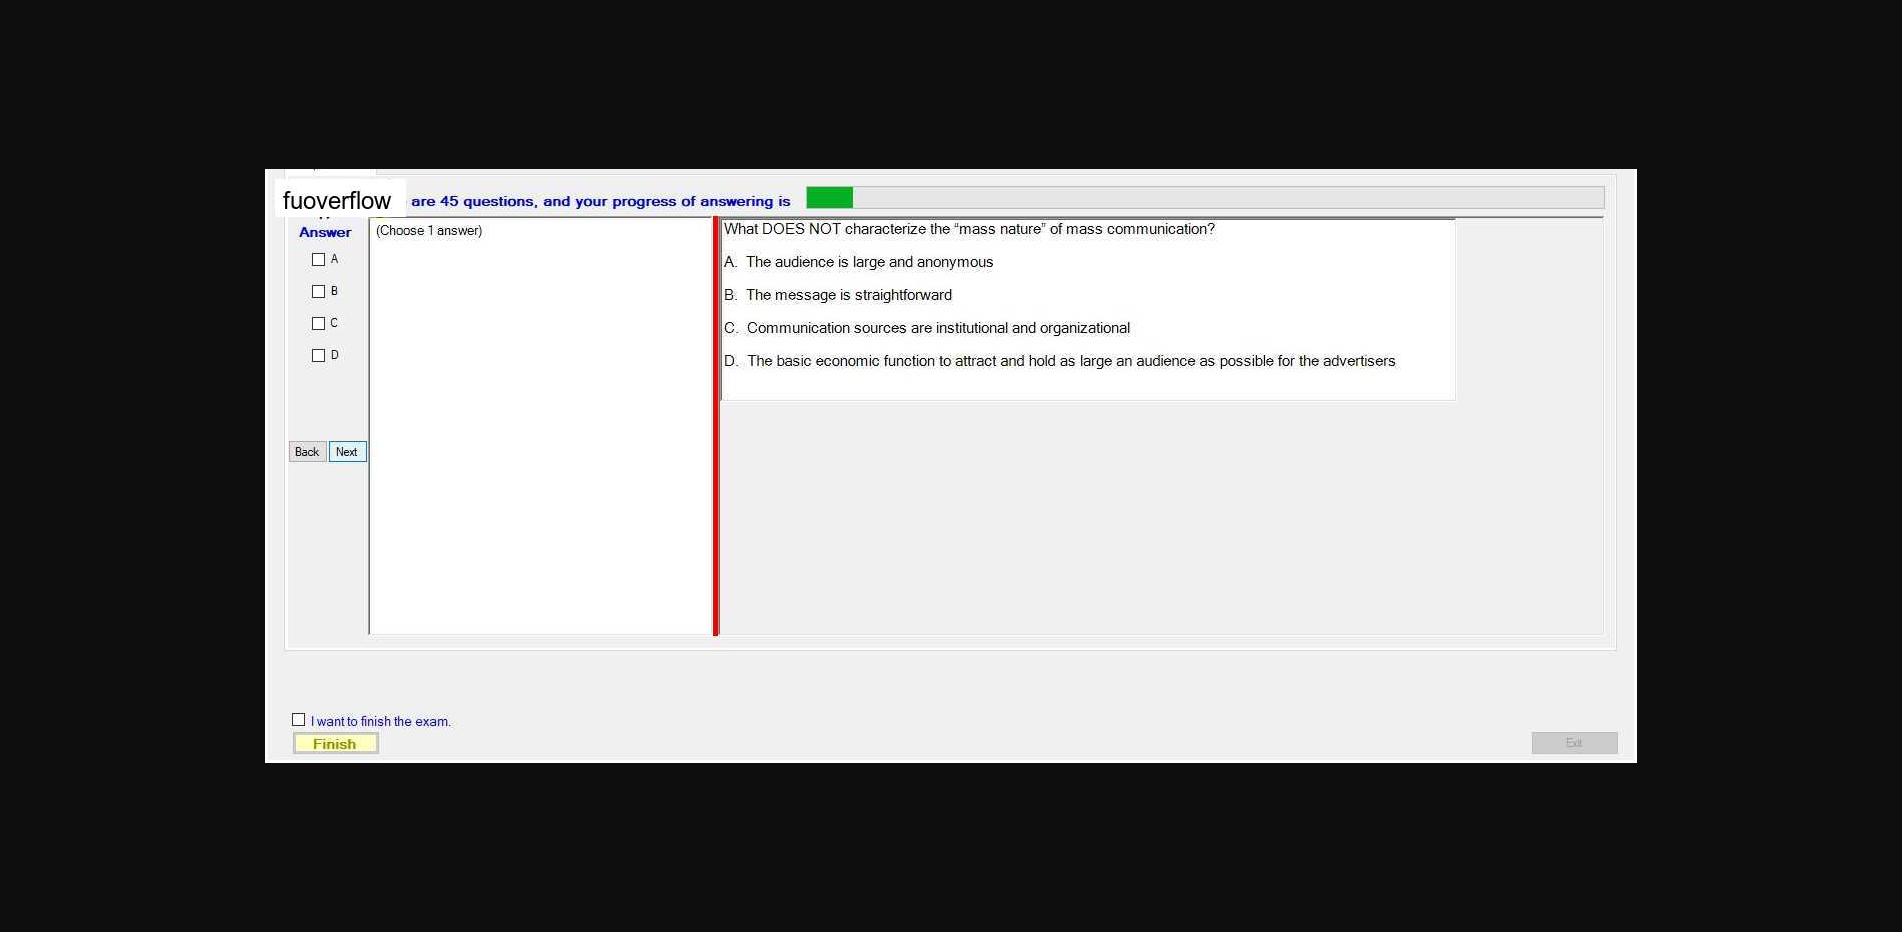 fuoverflow are 45 questions, and your progress of answering is
Answer
(Choose 1 answer)
A
B
C
D
Back Next
What DOES NOT characterize the “mass nature” of mass communication?
A. The audience is large and anonymous
B. The message is straightforward
C. Communication sources are institutional and organizational
D. The basic economic function to attract and hold as large an audience as possible for the advertisers
I want to finish the exam.
Finish
Exit